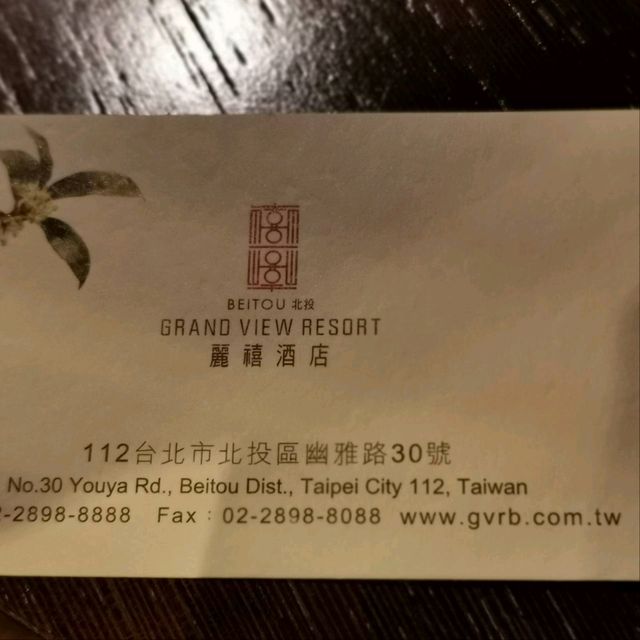 BEITOU 北投
GRAND VIEW RESORT
麗禧酒店
112台北市北投區幽雅路30號
No.30 Youya Rd., Beitou Dist., Taipei City 112, Taiwan
2-2898-8888 Fax : 02-2898-8088 www.gvrb.com.tw